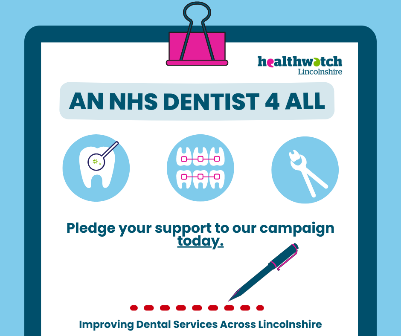 healthwatch
Lincolnshire
AN NHS DENTIST 4 ALL
Pledge your support to our campaign
today.
Improving Dental Services Across Lincolnshire